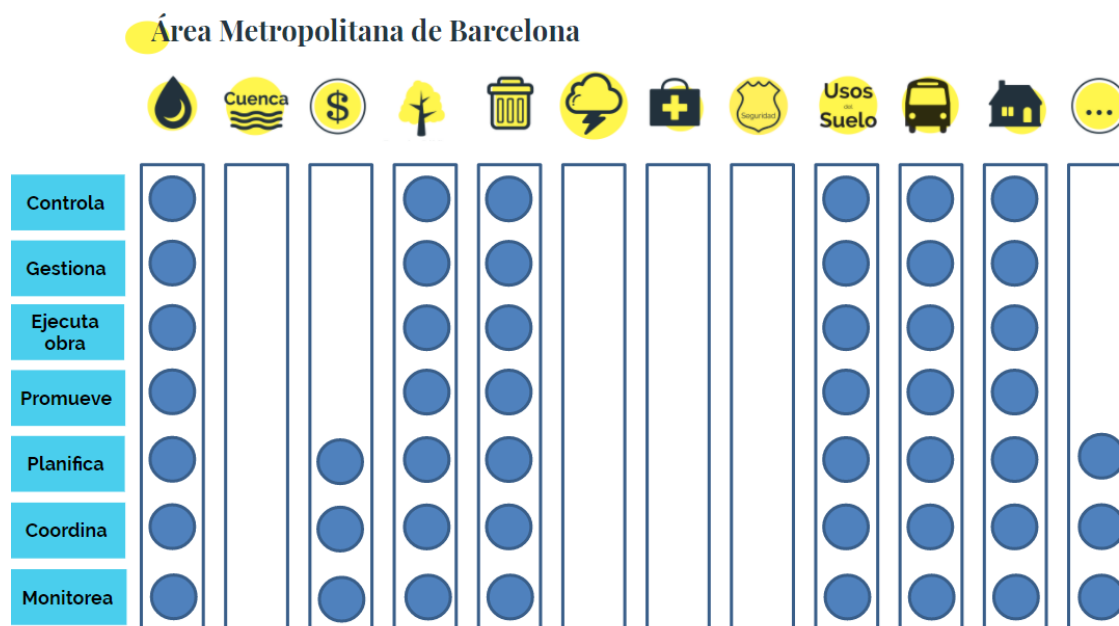 Área Metropolitana de Barcelona
Cuenca
$
Seguridad
Usos
del
Suelo
...
Controla
Gestiona
Ejecuta
obra
Promueve
Planifica
Coordina
Monitorea